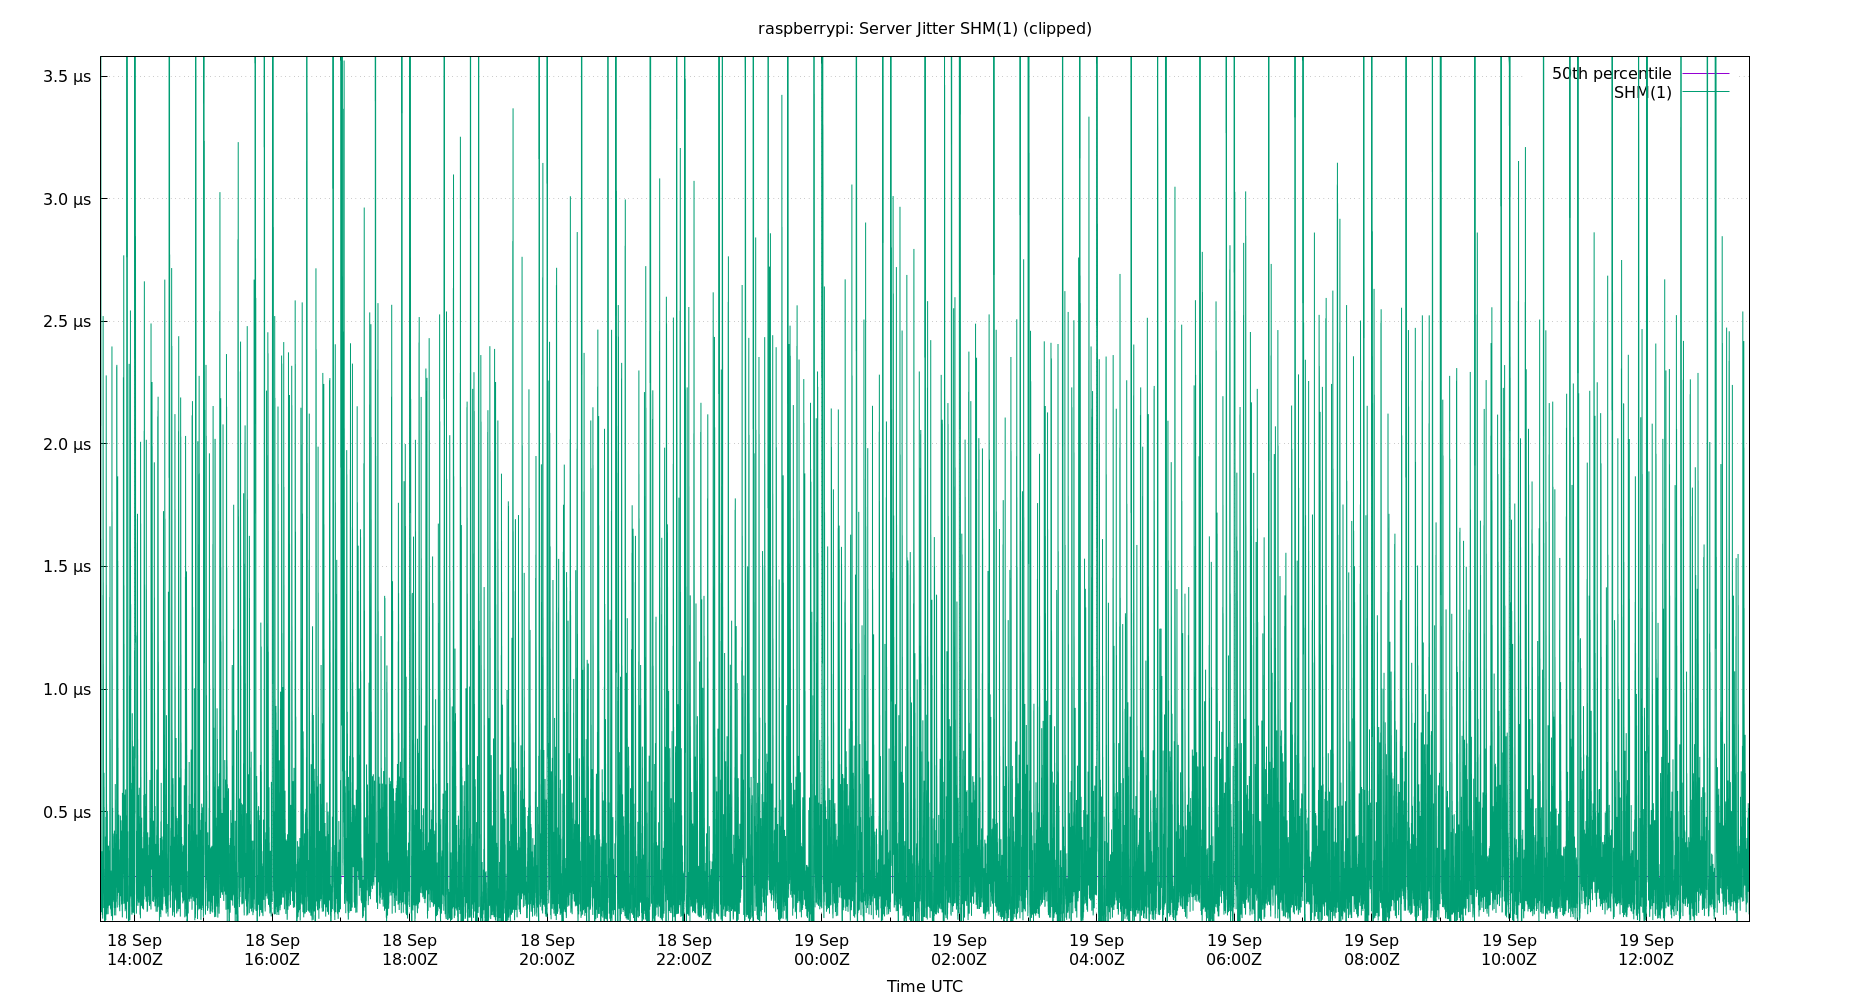 raspberrypi: Server Jitter SHM(1) (clipped)
50th percentile
SHM(1)
3.5 µs
3.0 µs
2.5 µs
2.0 µs
1.5 µs
1.0 µs
0.5 µs
18 Sep 18 Sep 18 Sep 18 Sep 18 Sep 19 Sep 19 Sep 19 Sep 19 Sep 19 Sep 19 Sep 19 Sep
14:00Z 16:00Z 18:00Z 20:00Z 22:00Z 00:00Z 02:00Z 04:00Z 06:00Z 08:00Z 10:00Z 12:00Z
Time UTC